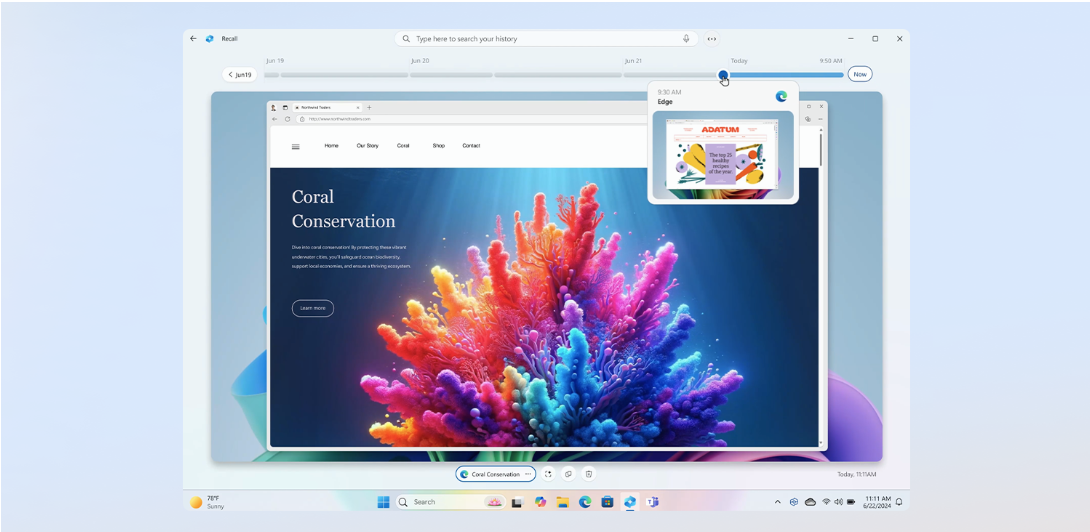 Recall
Type here to search your history
Jun 19
Jun 20
Jun 21
Today
9:53 AM
Jun19
Now
9:30 AM
Edge
ADATUM
The top 25
healthy
recipes
of the year
Northwind Traders
http://www.northwindtraders.com
Home Our Story Coral Shop Contact
Coral
Conservation
Dive into coral conservation! By protecting these vibrant
underwater cities, you'll safeguard ocean biodiversity,
support local economies, and ensure a thriving ecosystem.
Learn more
Coral Conservation
Today, 11:11AM
78°F
Sunny
Search
11:11 AM
6/22/2024